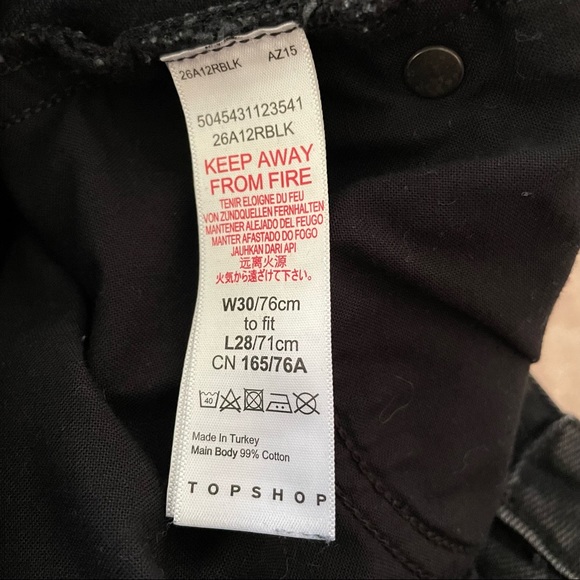 26A12RBLK AZ15
5045431123541
26A12RBLK
KEEP AWAY
FROM FIRE
TENIR ELOIGNE DU FEU
VON ZUNDQUELLEN FERNHALTEN
MANTENER ALEJADO DEL FEUGO
MANTER AFASTADO DO FOGO
JAUHKAN DARI API
远离火源
火気から遠ざけて下さい。
W30/76cm
to fit
L28/71cm
CN 165/76A
40
Made In Turkey
Main Body 99% Cotton
TOPSHOP